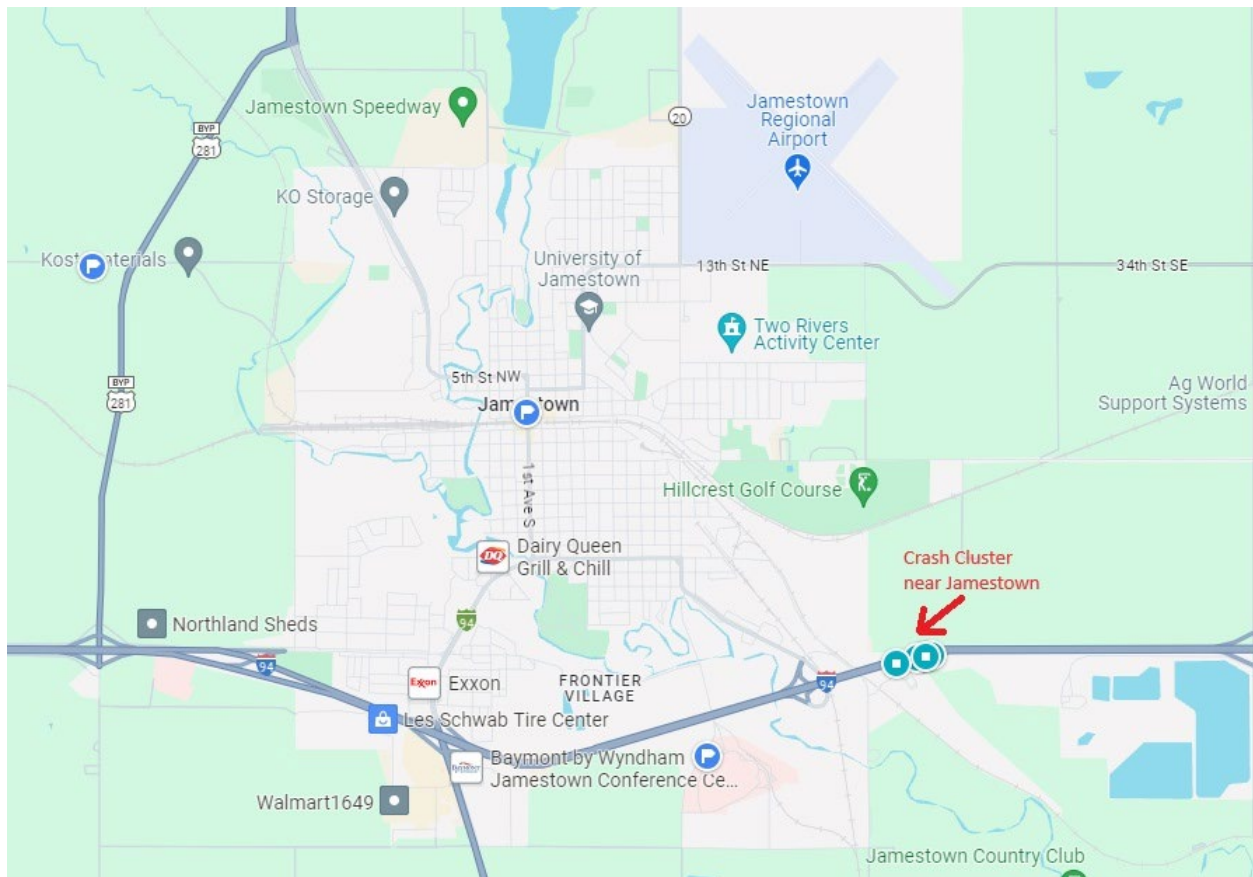 Jamestown Speedway
Jamestown
Regional
Airport
20
BYP
281
KO Storage
University of
Jamestown
13th St NE
34th St SE
Two Rivers
Activity Center
5th St NW
BYP
281
Ag World
Support Systems
1st Ave S
Hillcrest Golf Course
DQ
Dairy Queen
Grill & Chill
Crash Cluster
near Jamestown
Northland Sheds
94
94
Exxon
Exxon
FRONTIER
VILLAGE
94
Les Schwab Tire Center
Baymont by Wyndham
Jamestown Conference Ce...
Walmart1649
Jamestown Country Club